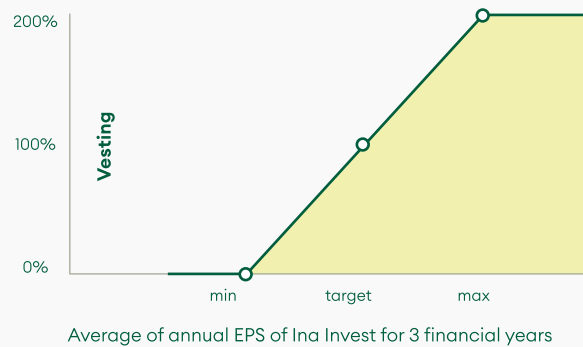 200%
Vesting
100%
0%
min target max
Average of annual EPS of Ina Invest for 3 financial years